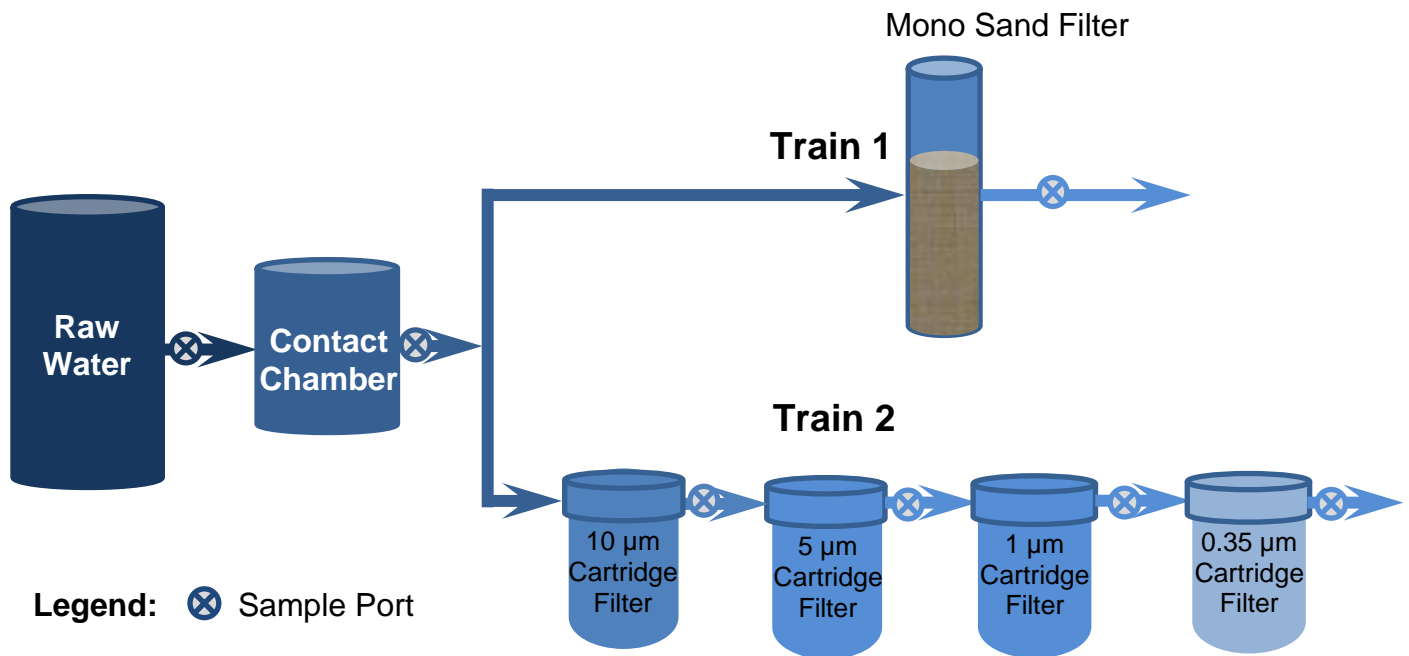 Mono Sand Filter
Train 1
Raw
Water
Contact
Chamber
Train 2
10 µm
Cartridge
Filter
5 µm
Cartridge
Filter
1 µm
Cartridge
Filter
0.35 µm
Cartridge
Filter
Legend: Sample Port